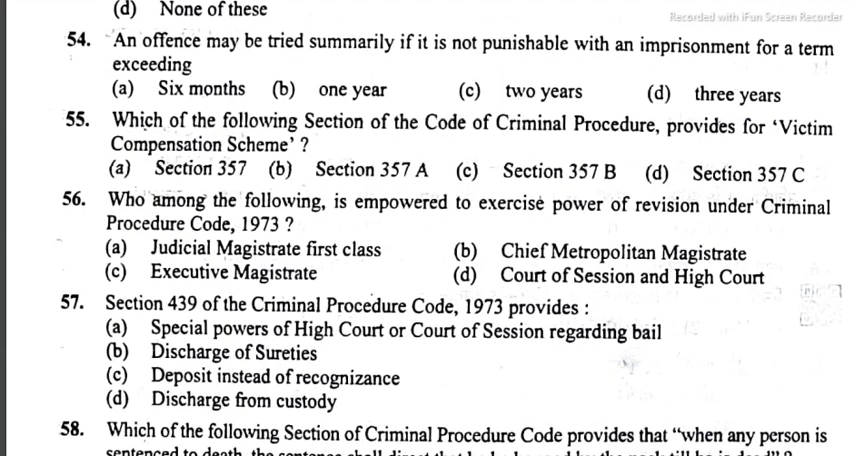 (d) None of these
Recorded with iFun Screen Recorder
54. An offence may be tried summarily if it is not punishable with an imprisonment for a term
exceeding
(a) Six months (b) one year (c) two years (d) three years
55. Which of the following Section of the Code of Criminal Procedure, provides for ‘Victim
Compensation Scheme’ ?
(a) Section 357 (b) Section 357 A (c) Section 357 B (d) Section 357 C
56. Who among the following, is empowered to exercise power of revision under Criminal
Procedure Code, 1973 ?
(a) Judicial Magistrate first class (b) Chief Metropolitan Magistrate
(c) Executive Magistrate (d) Court of Session and High Court
57. Section 439 of the Criminal Procedure Code, 1973 provides :
(a) Special powers of High Court or Court of Session regarding bail
(b) Discharge of Sureties
(c) Deposit instead of recognizance
(d) Discharge from custody
58. Which of the following Section of Criminal Procedure Code provides that “when any person is
sentenced to death, the